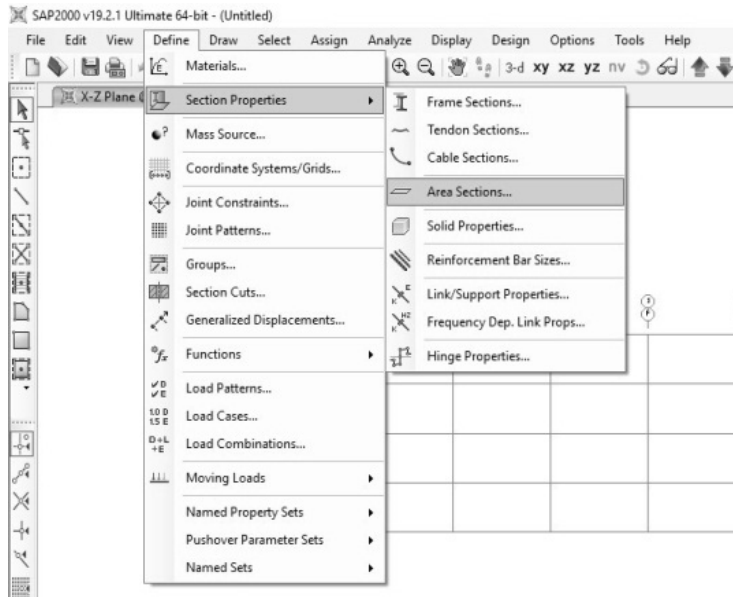 SAP2000 v19.2.1 Ultimate 64-bit - (Untitled)
File Edit View Define Draw Select Assign Analyze Display Design Options Tools Help
3-d xy xz yz nv
X-Z Plane
Materials...
Section Properties
Mass Source...
Coordinate Systems/Grids...
Joint Constraints...
Joint Patterns...
Groups...
Section Cuts...
Generalized Displacements...
Functions
Load Patterns...
Load Cases...
Load Combinations...
Moving Loads
Named Property Sets
Pushover Parameter Sets
Named Sets
Frame Sections...
Tendon Sections...
Cable Sections...
Area Sections...
Solid Properties...
Reinforcement Bar Sizes...
Link/Support Properties...
Frequency Dep. Link Props...
Hinge Properties...